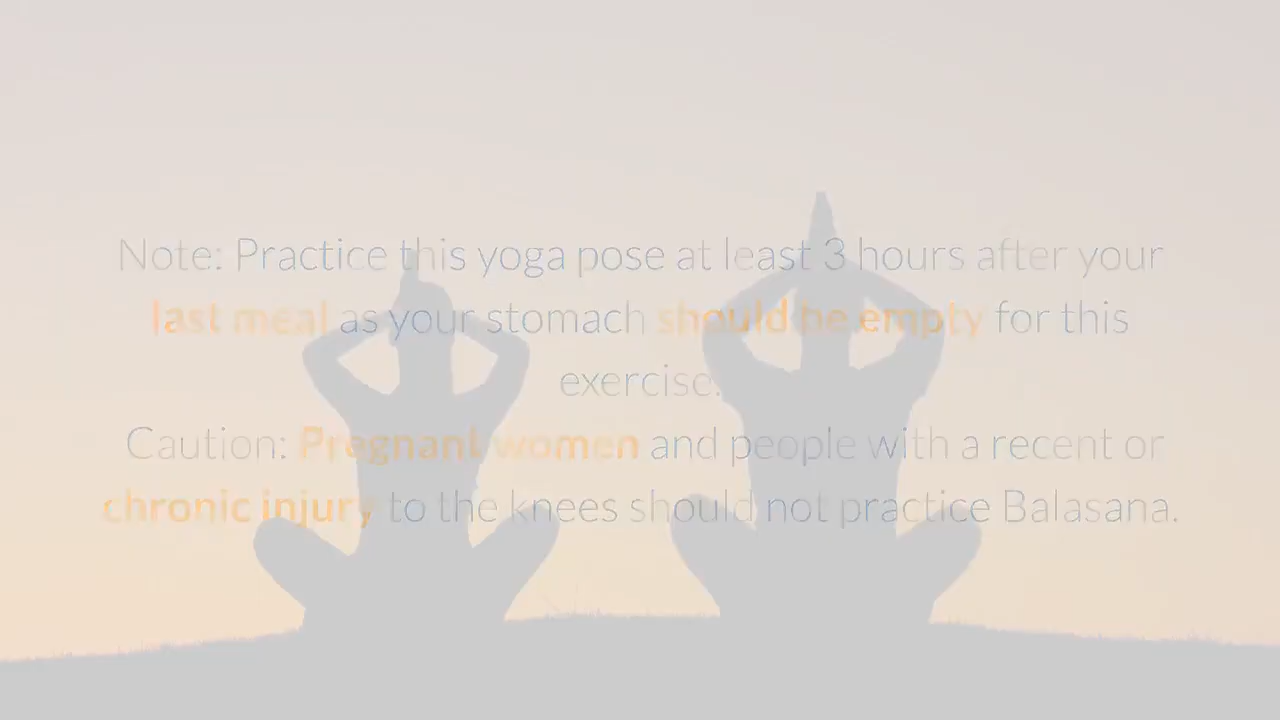 Note: Practice this yoga pose at least 3 hours after your
last meal as your stomach should be empty for this
exercise.
Caution: Pregnant women and people with a recent or
chronic injury to the knees should not practice Balasana.